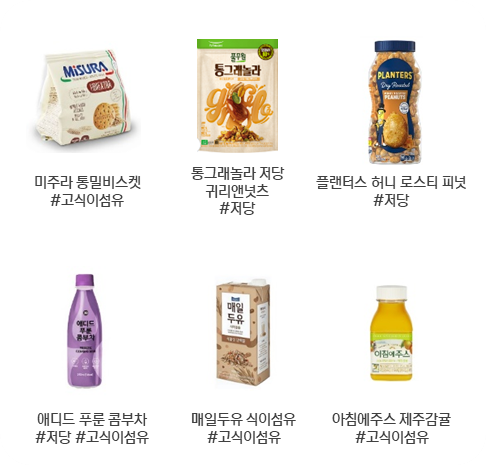 MISURA
FIBREXTRA
풀무원
통그래놀라
PLANTERS
Dry Roasted
PEANUTS
미주라 통밀비스켓
#고식이섬유
통그래놀라 저당
귀리앤넛츠
#저당
플랜터스 허니 로스티 피넛
#저당
애디드
푸룬
콤부차
매일
두유
아침에주스
애디드 푸룬 콤부차
#저당 #고식이섬유
매일두유 식이섬유
#고식이섬유
아침에주스 제주감귤
#고식이섬유